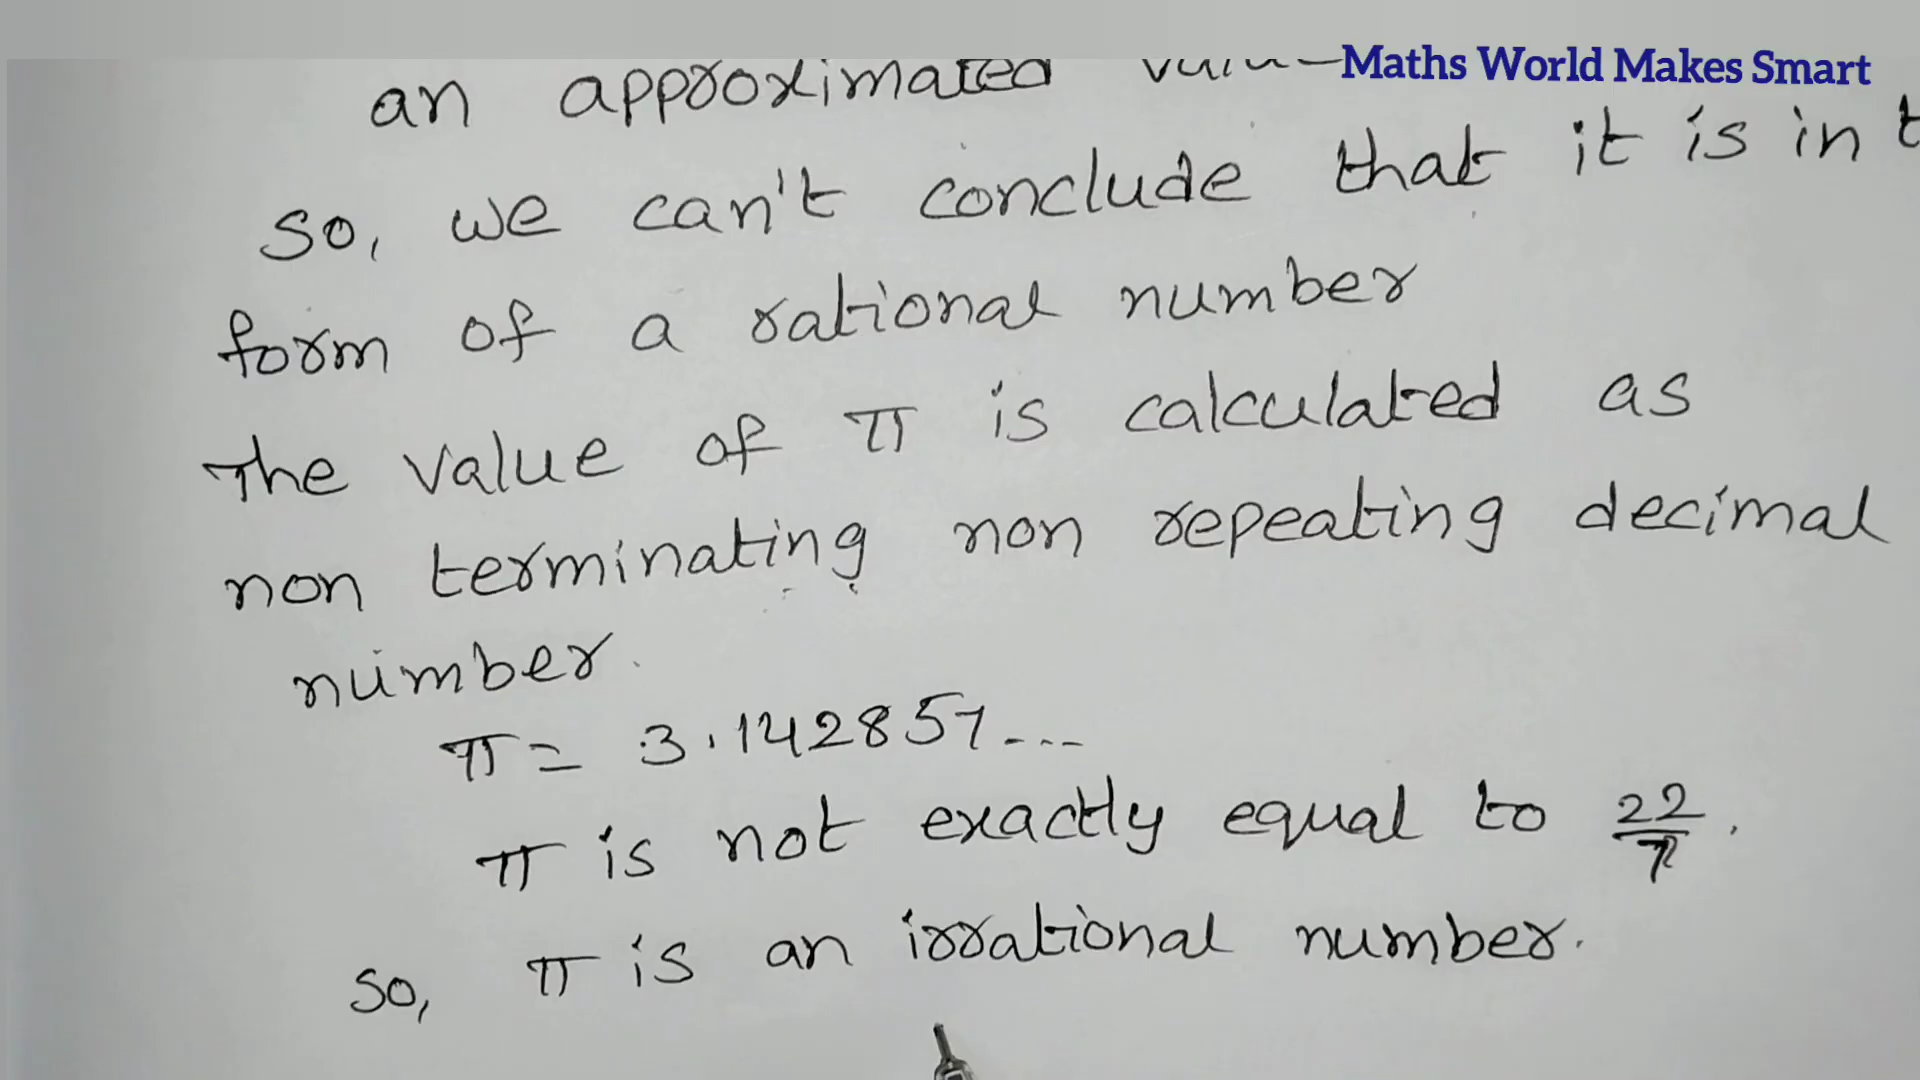 Maths World Makes Smart
an approximated
so, we can't conclude that it is in
form of a rational number
The value of π is calculated as
non terminating non repeating decimal
number.
π = 3.142857---
π is not exactly equal to 22/7.
so, π is an irrational number.